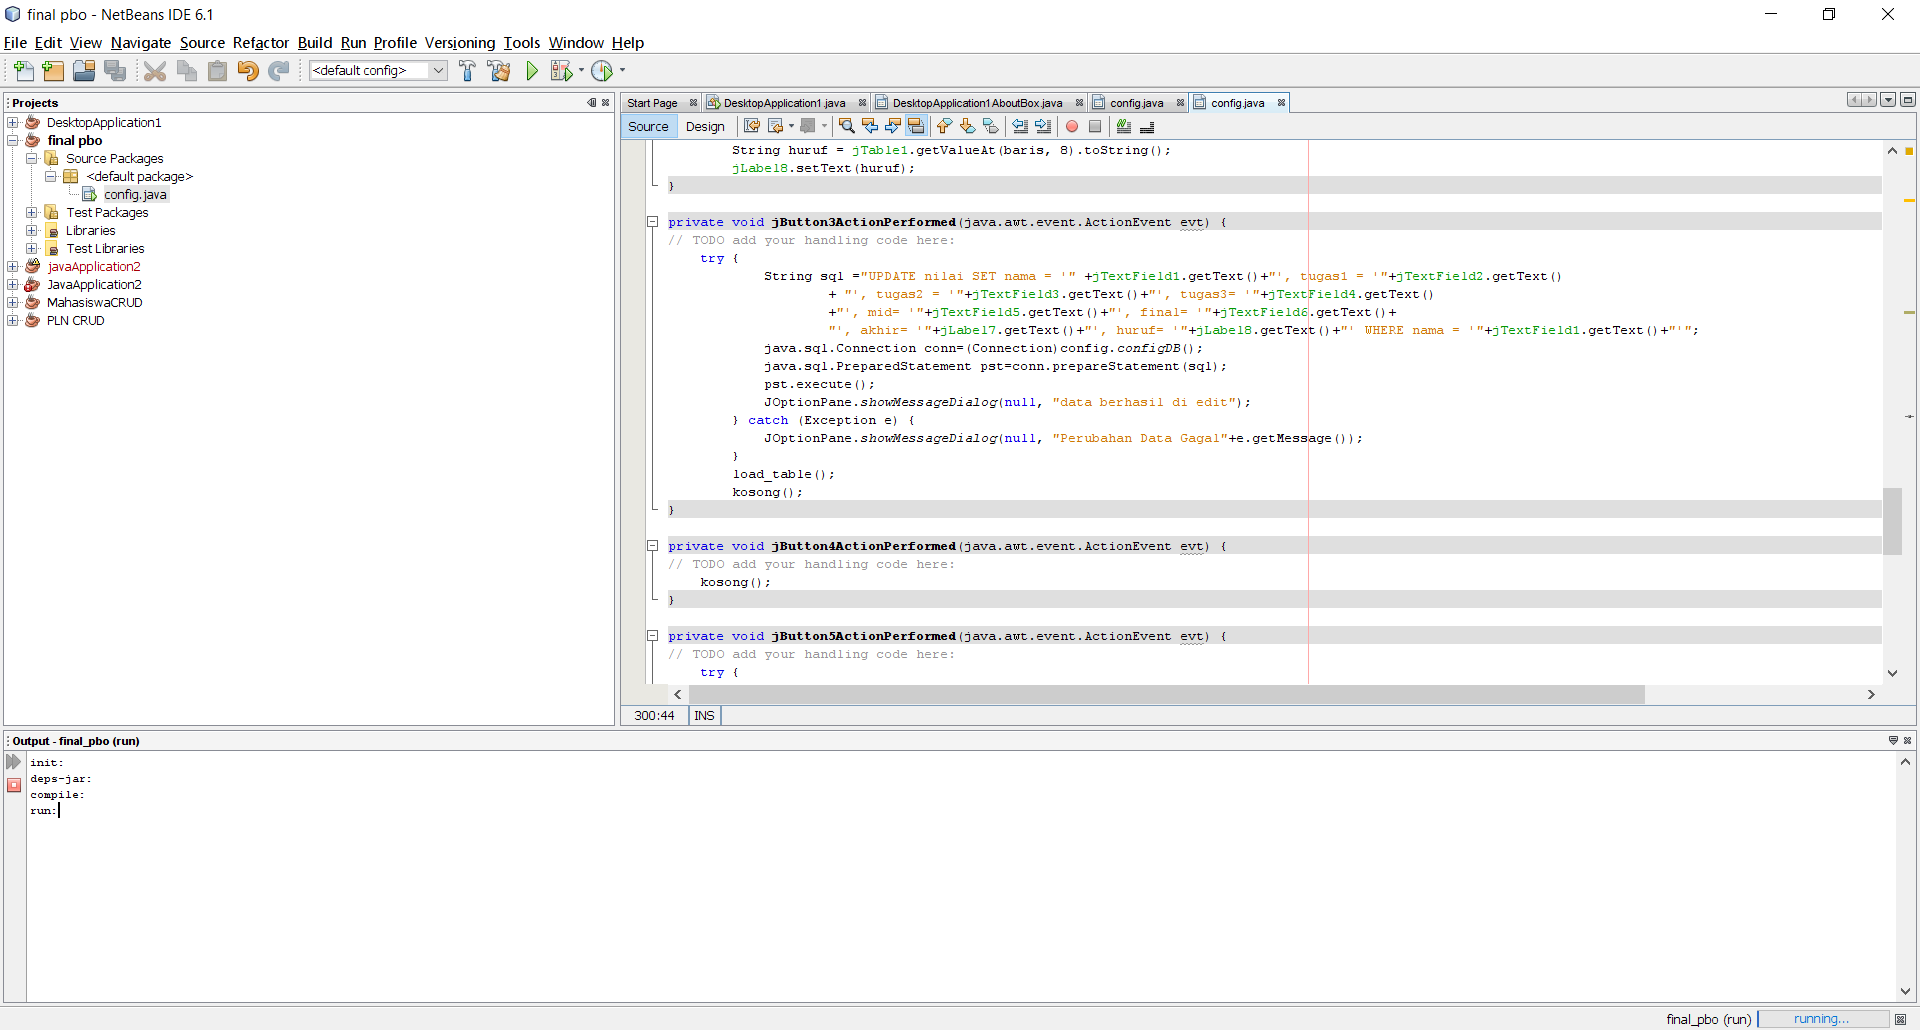 final pbo - NetBeans IDE 6.1
File Edit View Navigate Source Refactor Build Run Profile Versioning Tools Window Help
<default config>
Projects
DesktopApplication1
final pbo
Source Packages
<default package>
config.java
Test Packages
Libraries
Test Libraries
javaApplication2
JavaApplication2
MahasiswaCRUD
PLN CRUD
Start Page DesktopApplication1.java DesktopApplication1AboutBox.java config.java config.java
Source Design
String huruf = jTable1.getValueAt(baris, 8).toString();
jLabel8.setText(huruf);
}
private void jButton3ActionPerformed(java.awt.event.ActionEvent evt) {
// TODO add your handling code here:
try {
String sql ="UPDATE nilai SET nama = '" +jTextField1.getText()+"', tugas1 = '"+jTextField2.getText()
+ "', tugas2 = '"+jTextField3.getText()+"', tugas3= '"+jTextField4.getText()
+"', mid= '"+jTextField5.getText()+"', final= '"+jTextField6.getText()+
"', akhir= '"+jLabel7.getText()+"', huruf= '"+jLabel8.getText()+"' WHERE nama = '"+jTextField1.getText()+"'";
java.sql.Connection conn=(Connection)config.configDB();
java.sql.PreparedStatement pst=conn.prepareStatement(sql);
pst.execute();
JOptionPane.showMessageDialog(null, "data berhasil di edit");
} catch (Exception e) {
JOptionPane.showMessageDialog(null, "Perubahan Data Gagal"+e.getMessage());
}
load_table();
kosong();
}
private void jButton4ActionPerformed(java.awt.event.ActionEvent evt) {
// TODO add your handling code here:
kosong();
}
private void jButton5ActionPerformed(java.awt.event.ActionEvent evt) {
// TODO add your handling code here:
try {
300:44 INS
Output - final_pbo (run)
init:
deps-jar:
compile:
run:
final_pbo (run) running...